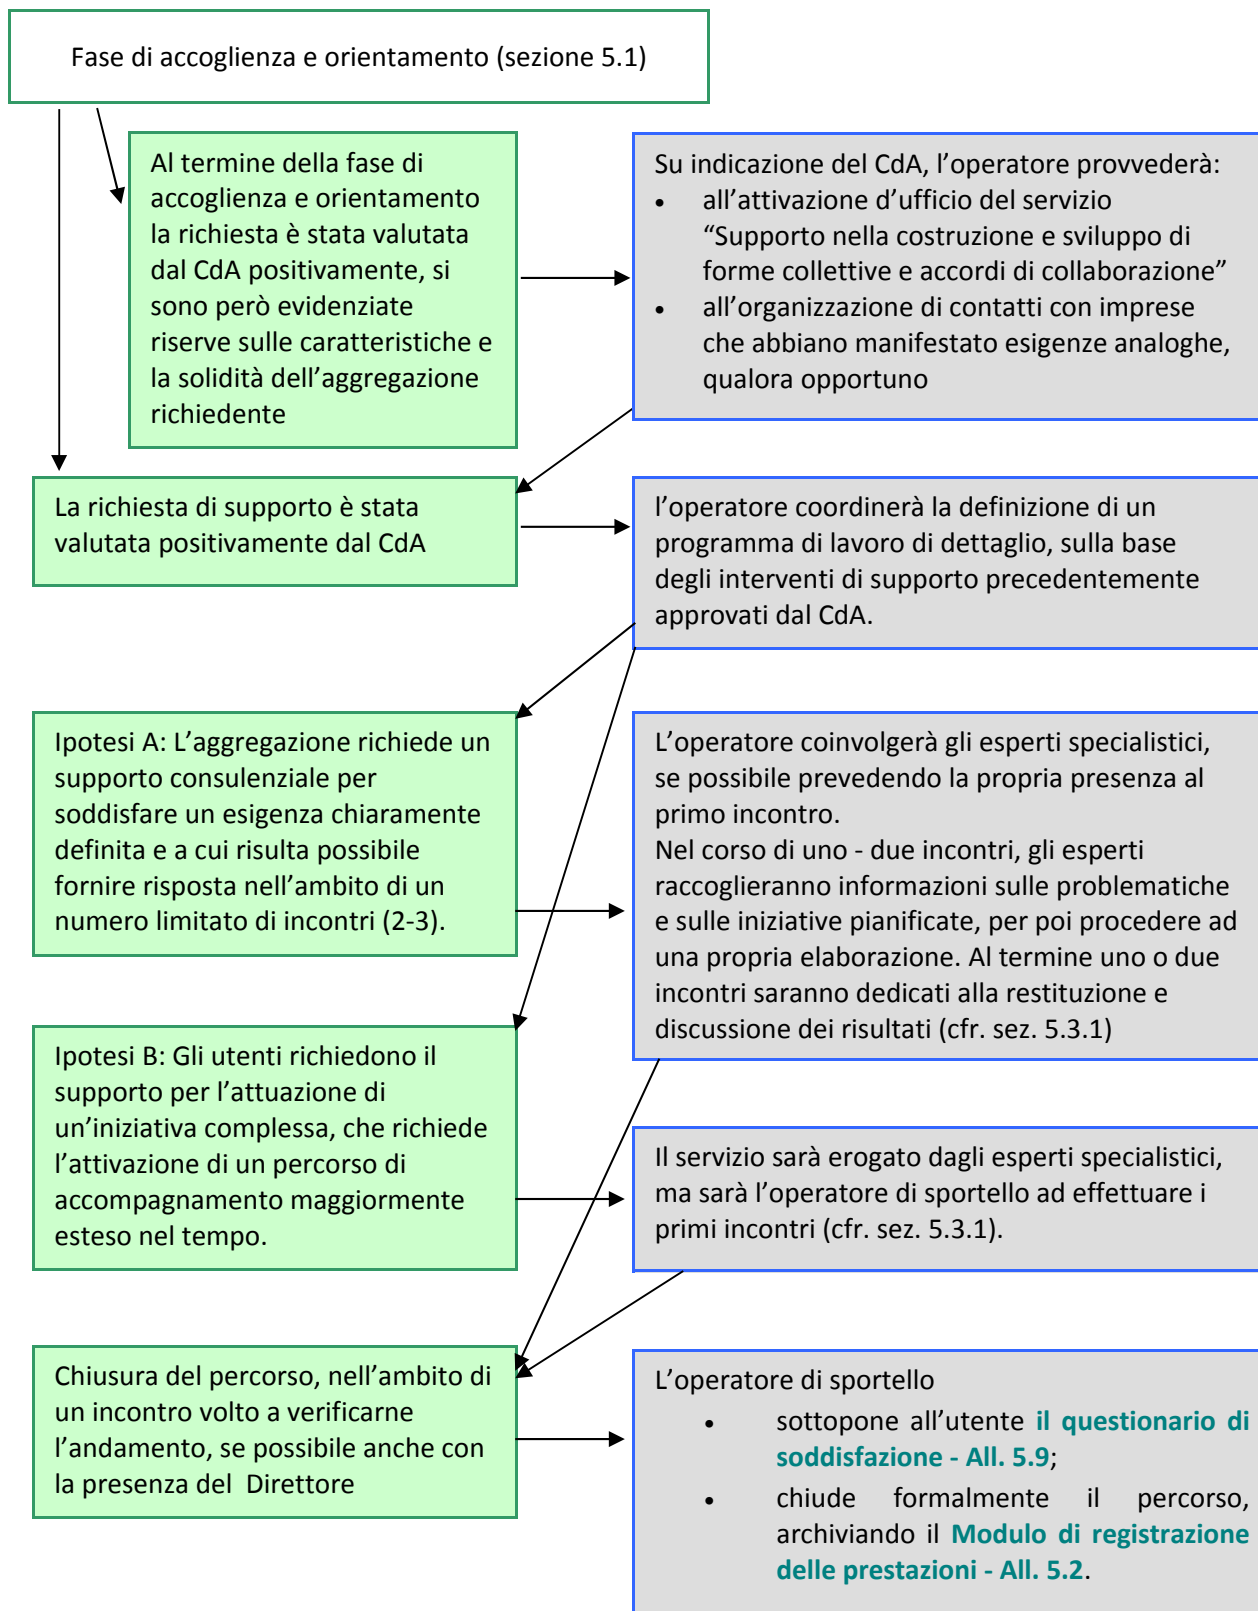 Fase di accoglienza e orientamento (sezione 5.1)
Al termine della fase di
accoglienza e orientamento
la richiesta è stata valutata
dal CdA positivamente, si
sono però evidenziate
riserve sulle caratteristiche e
la solidità dell’aggregazione
richiedente
Su indicazione del CdA, l’operatore provvederà:
• all’attivazione d’ufficio del servizio
“Supporto nella costruzione e sviluppo di
forme collettive e accordi di collaborazione”
• all’organizzazione di contatti con imprese
che abbiano manifestato esigenze analoghe,
qualora opportuno
La richiesta di supporto è stata
valutata positivamente dal CdA
l’operatore coordinerà la definizione di un
programma di lavoro di dettaglio, sulla base
degli interventi di supporto precedentemente
approvati dal CdA.
Ipotesi A: L’aggregazione richiede un
supporto consulenziale per
soddisfare un esigenza chiaramente
definita e a cui risulta possibile
fornire risposta nell’ambito di un
numero limitato di incontri (2-3).
L’operatore coinvolgerà gli esperti specialistici,
se possibile prevedendo la propria presenza al
primo incontro.
Nel corso di uno - due incontri, gli esperti
raccoglieranno informazioni sulle problematiche
e sulle iniziative pianificate, per poi procedere ad
una propria elaborazione. Al termine uno o due
incontri saranno dedicati alla restituzione e
discussione dei risultati (cfr. sez. 5.3.1)
Ipotesi B: Gli utenti richiedono il
supporto per l’attuazione di
un’iniziativa complessa, che richiede
l’attivazione di un percorso di
accompagnamento maggiormente
esteso nel tempo.
Il servizio sarà erogato dagli esperti specialistici,
ma sarà l’operatore di sportello ad effettuare i
primi incontri (cfr. sez. 5.3.1).
Chiusura del percorso, nell’ambito di
un incontro volto a verificarne
l’andamento, se possibile anche con
la presenza del Direttore
L’operatore di sportello
• sottopone all’utente il questionario di
soddisfazione - All. 5.9;
• chiude formalmente il percorso,
archiviando il Modulo di registrazione
delle prestazioni - All. 5.2.